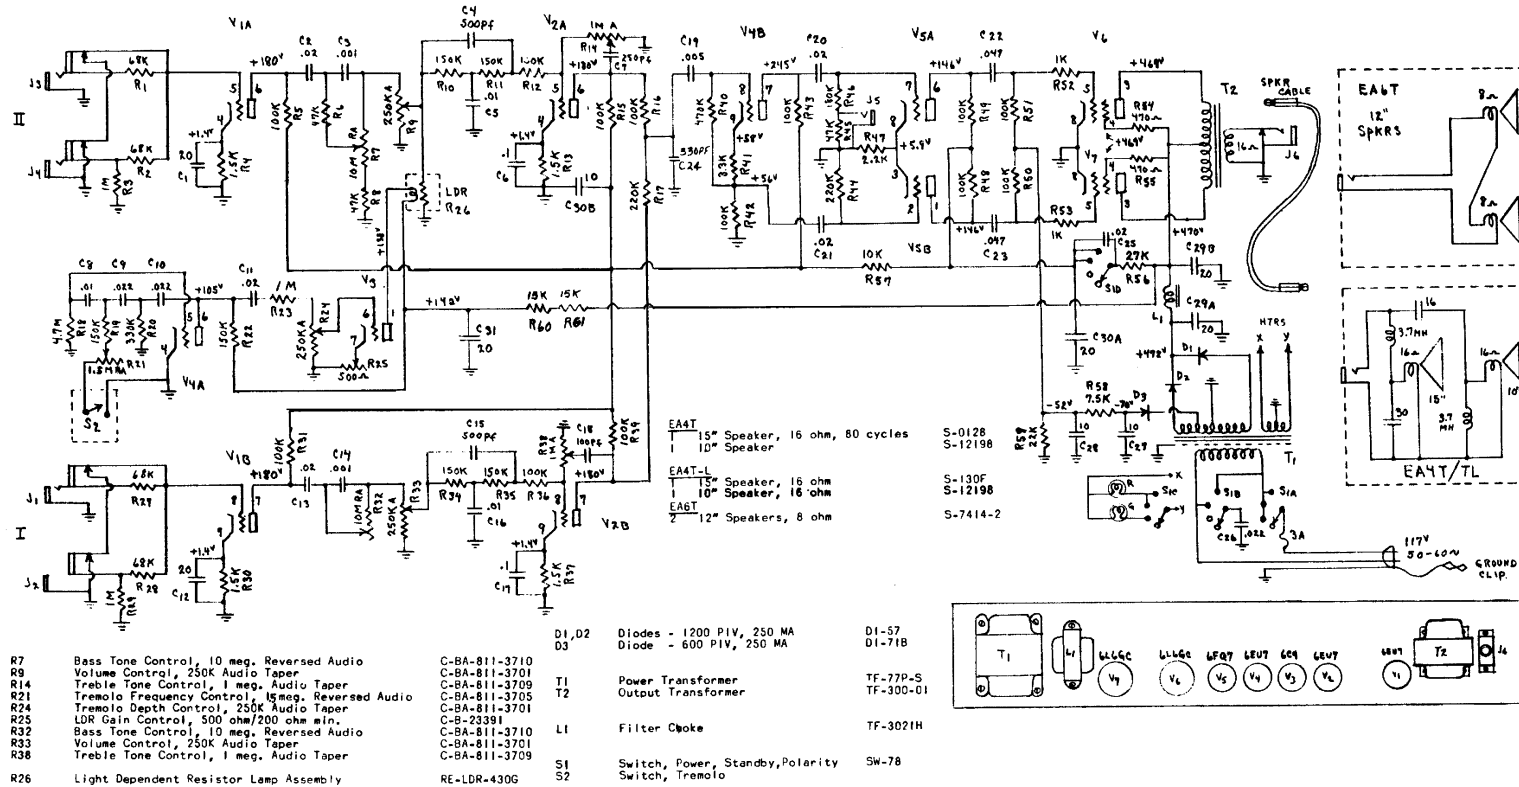 V1A
C2
.02
C3
.001
C4
500Pf
V2A
1M A
R14
250Pf
C7
C19
.005
V4B
C20
.02
V5A
C22
.047
V6
1K
R52
+469V
T2
SPKR
CABLE
EA6T
12"
SPKRS
8Ω
8Ω
II
J3
J4
68K
R1
68K
R2
1M
R3
+180V
+1.4V
20
C1
1.5K
R4
100K
R5
47K
R6
RA
10M
R7
47K
R8
250KA
R9
150K
R10
150K
R11
.01
C5
R12
+180V
+1.4V
.1
C6
1.5K
R13
10
C30B
100K
R15
100K
R16
220K
R17
330PF
C24
470K
R40
+58V
3.3K
R41
+56V
100K
R42
+245V
100K
R43
R46
J5
47K
R45
R47
2.2K
220K
R44
.02
C21
+5.8V
+146V
+146V
V5B
100K
R49
100K
R51
100K
R48
100K
R50
.047
C23
R53
1K
V7
R54
470Ω
+469V
470Ω
R55
16Ω
J6
LDR
R26
+158V
10K
R57
.02
C25
S1D
27K
R56
+470V
C29B
20
C8
.01
C9
.022
C10
.022
+105V
C11
.02
1M
R23
V3
4.7M
R18
150K
R19
330K
R20
R21
1.5MRA
S2
V4A
150K
R22
R24
250KA
R25
500Ω
+142V
C31
20
15K
R60
15K
R61
C30A
20
L1
C29A
20
+472V
D1
D2
HTRS
X
Y
16
3.7MH
16Ω
15"
30
16Ω
10"
3.7
MH
EA4T/TL
I
J1
J2
V1B
68K
R27
68K
R28
1M
R29
+180V
+1.4V
20
C12
1.5K
R30
100K
R31
.02
C13
C14
.001
10MRA
R32
250KA
R33
C15
500Pf
150K
R34
150K
R35
100K
R36
.01
C16
R38
1MA
C18
100Pf
100K
R39
+180V
V2B
+1.4V
.1
C17
1.5K
R37
EA4T
1 15" Speaker, 16 ohm, 80 cycles S-0128
1 10" Speaker S-12198
EA4T-L
1 15" Speaker, 16 ohm S-130F
1 10" Speaker, 16 ohm S-12198
EA6T
2 12" Speakers, 8 ohm S-7414-2
-52V
R58
7.5K
-70V
D3
R59
22K
10
C28
10
C27
T1
R
G
X
S1C
Y
S1B
C26
.022
S1A
3A
117V
50-60~
GROUND
CLIP.
T1
L1
6L6GC
V7
6L6GC
V6
6FQ7
V5
6EU7
V4
6C4
V3
6EU7
V2
6EU7
V1
T2
J6
R7 Bass Tone Control, 10 meg. Reversed Audio C-BA-811-3710
R9 Volume Control, 250K Audio Taper C-BA-811-3701
R14 Treble Tone Control, 1 meg. Audio Taper C-BA-811-3709
R21 Tremolo Frequency Control, 1.5meg. Reversed Audio C-BA-811-3705
R24 Tremolo Depth Control, 250K Audio Taper C-BA-811-3701
R25 LDR Gain Control, 500 ohm/200 ohm min. C-B-23391
R32 Bass Tone Control, 10 meg. Reversed Audio C-BA-811-3710
R33 Volume Control, 250K Audio Taper C-BA-811-3701
R38 Treble Tone Control, 1 meg. Audio Taper C-BA-811-3709
R26 Light Dependent Resistor Lamp Assembly RE-LDR-430G
D1,D2 Diodes - 1200 PIV, 250 MA D1-57
D3 Diode - 600 PIV, 250 MA D1-71B
T1 Power Transformer TF-77P-S
T2 Output Transformer TF-300-01
L1 Filter Choke TF-3021H
S1 Switch, Power, Standby, Polarity SW-78
S2 Switch, Tremolo